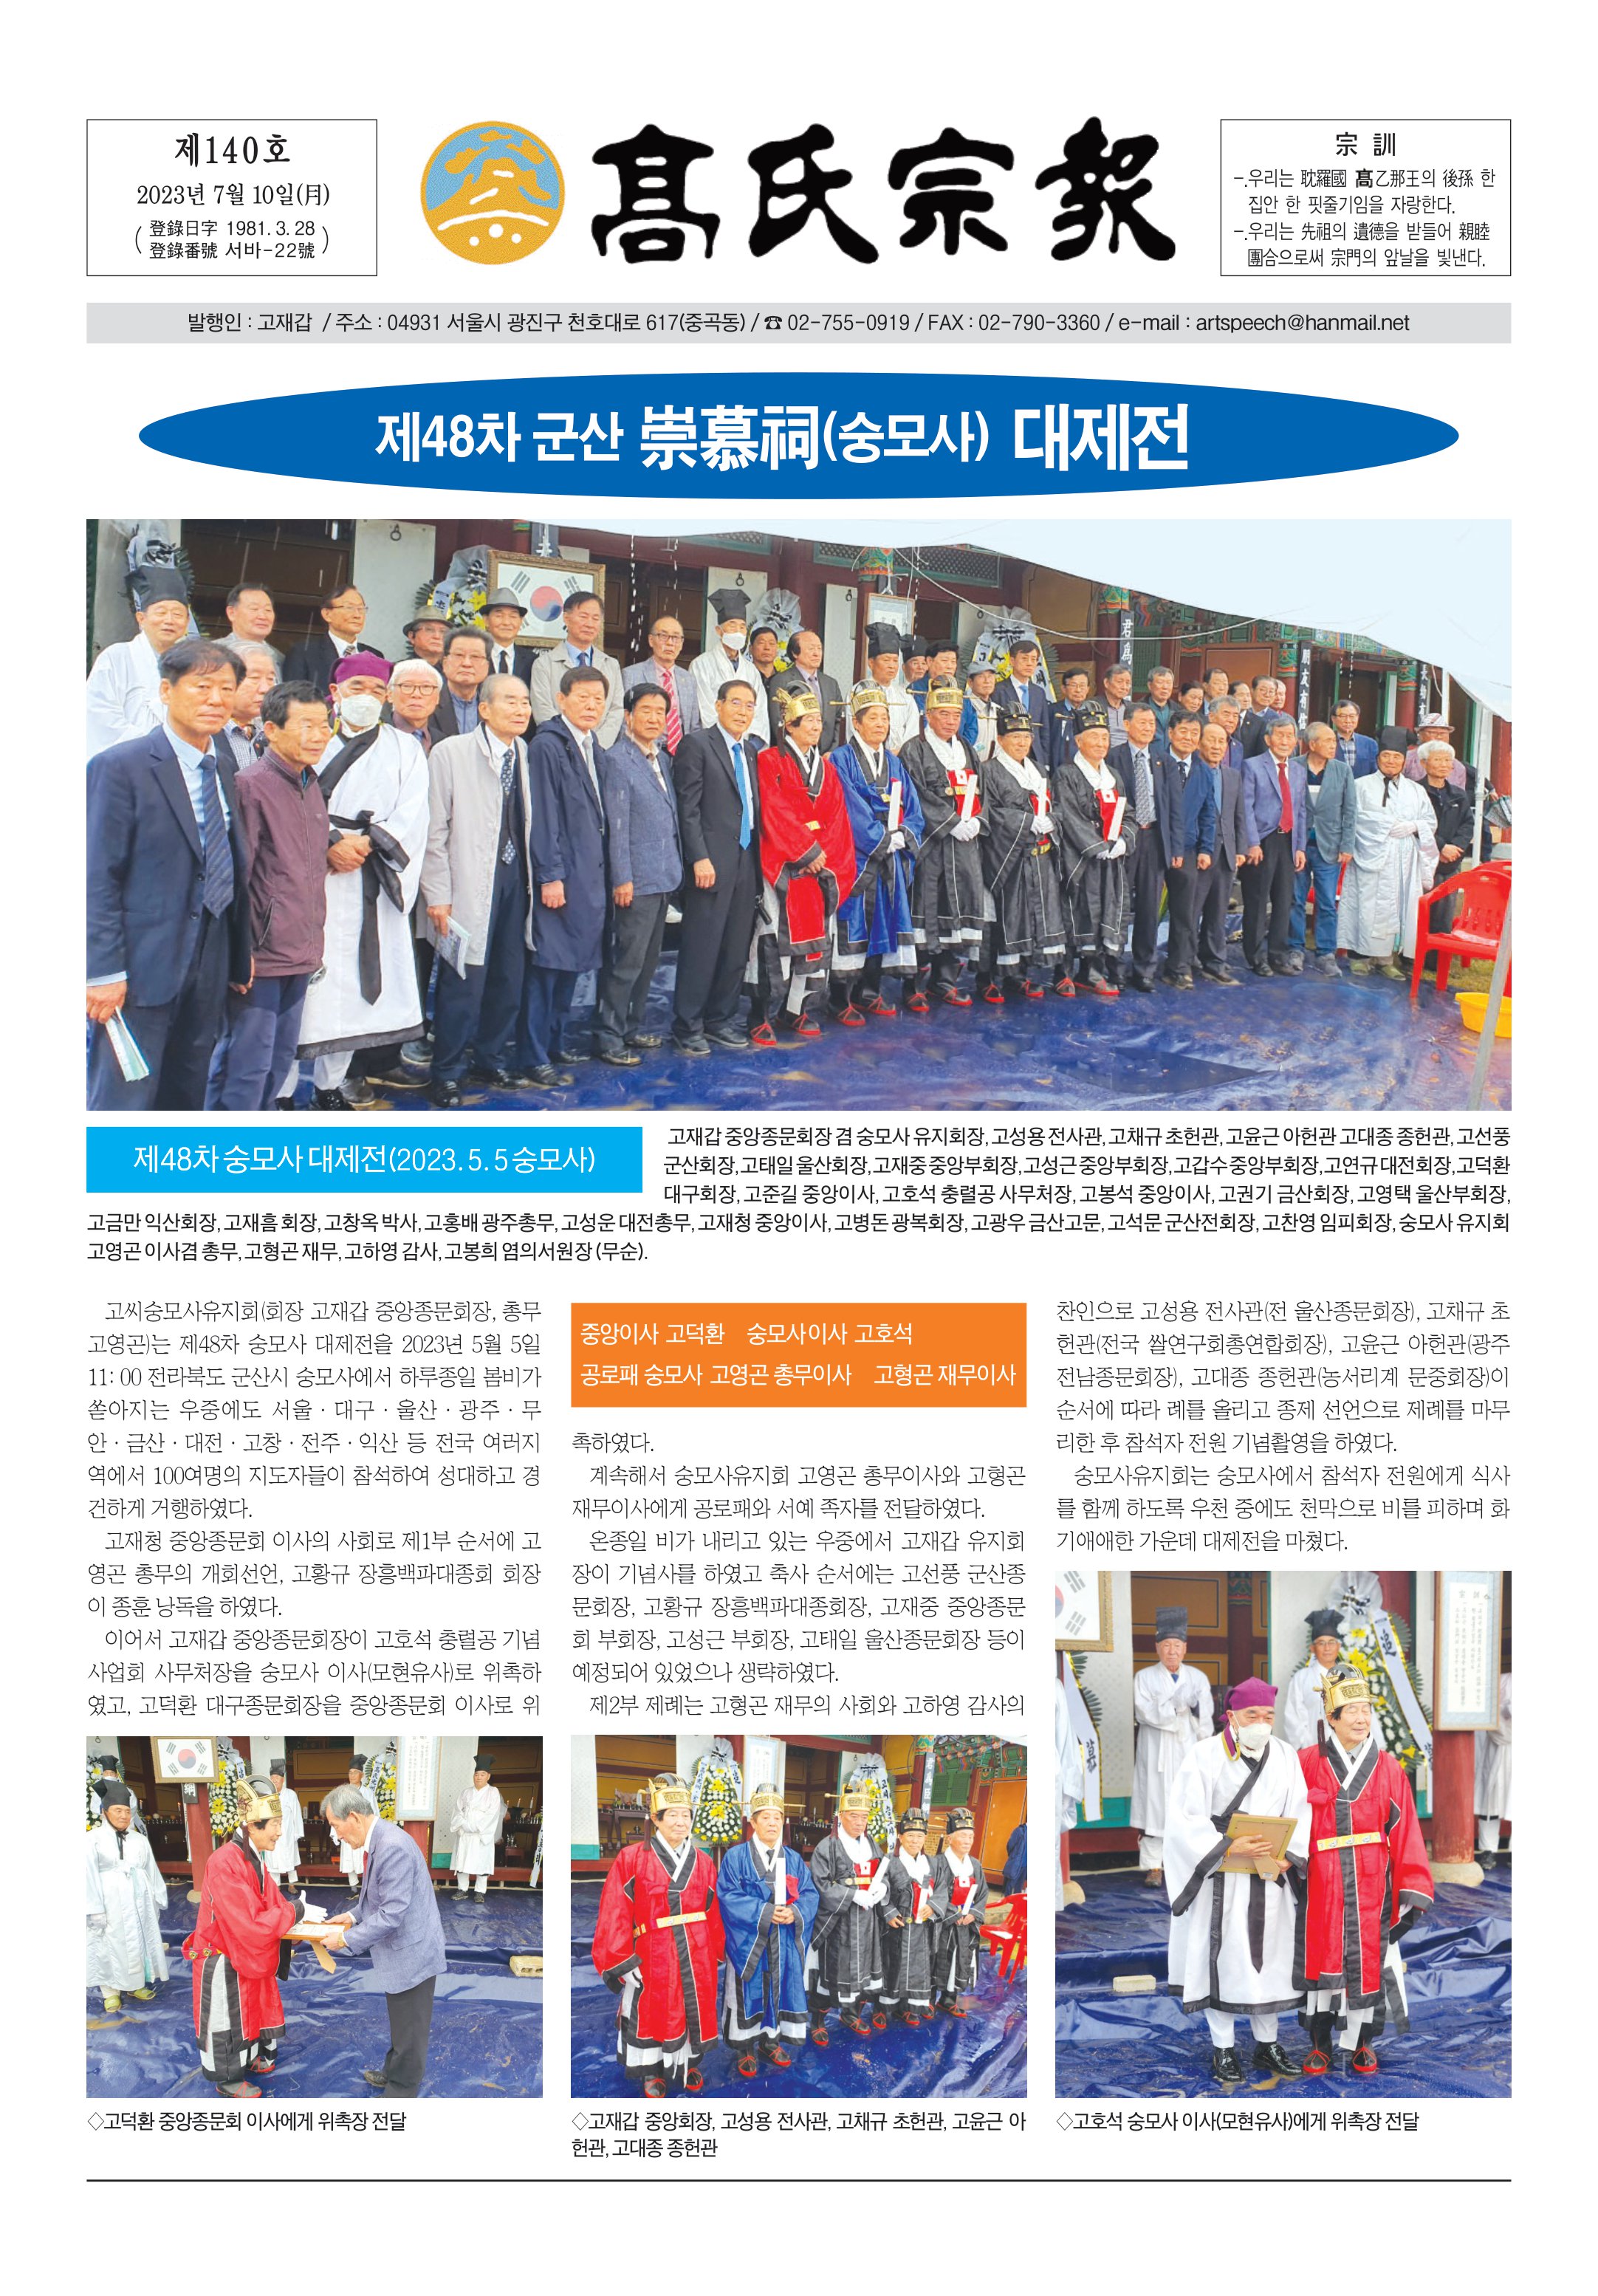 제140호
2023년 7월 10일(月)
登錄日字 1981. 3. 28
登錄番號 서바-22號
高氏宗報
宗 訓
-.우리는 耽羅國 髙乙那王의 後孫 한
집안 한 핏줄기임을 자랑한다.
-.우리는 先祖의 遺德을 받들어 親睦
團合으로써 宗門의 앞날을 빛낸다.
발행인 : 고재갑 / 주소 : 04931 서울시 광진구 천호대로 617(중곡동) / ☎ 02-755-0919 / FAX : 02-790-3360 / e-mail : artspeech@hanmail.net
제48차 군산 崇慕祠(숭모사) 대제전
제48차 숭모사 대제전(2023. 5. 5 숭모사)
고재갑 중앙종문회장 겸 숭모사 유지회장, 고성용 전사관, 고채규 초헌관, 고윤근 아헌관 고대종 종헌관, 고선풍
군산회장, 고태일 울산회장, 고재중 중앙부회장, 고성근 중앙부회장, 고갑수 중앙부회장, 고연규 대전회장, 고덕환
대구회장, 고준길 중앙이사, 고호석 충렬공 사무처장, 고봉석 중앙이사, 고권기 금산회장, 고영택 울산부회장,
고금만 익산회장, 고재흠 회장, 고창옥 박사, 고홍배 광주총무, 고성운 대전총무, 고재청 중앙이사, 고병돈 광복회장, 고광우 금산고문, 고석문 군산전회장, 고찬영 임피회장, 숭모사 유지회
고영곤 이사겸 총무, 고형곤 재무, 고하영 감사, 고봉희 염의서원장 (무순).
고씨숭모사유지회(회장 고재갑 중앙종문회장, 총무
고영곤)는 제48차 숭모사 대제전을 2023년 5월 5일
11: 00 전라북도 군산시 숭모사에서 하루종일 봄비가
쏟아지는 우중에도 서울 · 대구 · 울산 · 광주 · 무
안 · 금산 · 대전 · 고창 · 전주 · 익산 등 전국 여러지
역에서 100여명의 지도자들이 참석하여 성대하고 경
건하게 거행하였다.
고재청 중앙종문회 이사의 사회로 제1부 순서에 고
영곤 총무의 개회선언, 고황규 장흥백파대종회 회장
이 종훈 낭독을 하였다.
이어서 고재갑 중앙종문회장이 고호석 충렬공 기념
사업회 사무처장을 숭모사 이사(모현유사)로 위촉하
였고, 고덕환 대구종문회장을 중앙종문회 이사로 위
중앙이사 고덕환 숭모사이사 고호석
공로패 숭모사 고영곤 총무이사 고형곤 재무이사
촉하였다.
계속해서 숭모사유지회 고영곤 총무이사와 고형곤
재무이사에게 공로패와 서예 족자를 전달하였다.
온종일 비가 내리고 있는 우중에서 고재갑 유지회
장이 기념사를 하였고 축사 순서에는 고선풍 군산종
문회장, 고황규 장흥백파대종회장, 고재중 중앙종문
회 부회장, 고성근 부회장, 고태일 울산종문회장 등이
예정되어 있었으나 생략하였다.
제2부 제례는 고형곤 재무의 사회와 고하영 감사의
찬인으로 고성용 전사관(전 울산종문회장), 고채규 초
헌관(전국 쌀연구회총연합회장), 고윤근 아헌관(광주
전남종문회장), 고대종 종헌관(농서리계 문중회장)이
순서에 따라 례를 올리고 종제 선언으로 제례를 마무
리한 후 참석자 전원 기념촬영을 하였다.
숭모사유지회는 숭모사에서 참석자 전원에게 식사
를 함께 하도록 우천 중에도 천막으로 비를 피하며 화
기애애한 가운데 대제전을 마쳤다.
◇고덕환 중앙종문회 이사에게 위촉장 전달
◇고재갑 중앙회장, 고성용 전사관, 고채규 초헌관, 고윤근 아
헌관, 고대종 종헌관
◇고호석 숭모사 이사(모현유사)에게 위촉장 전달